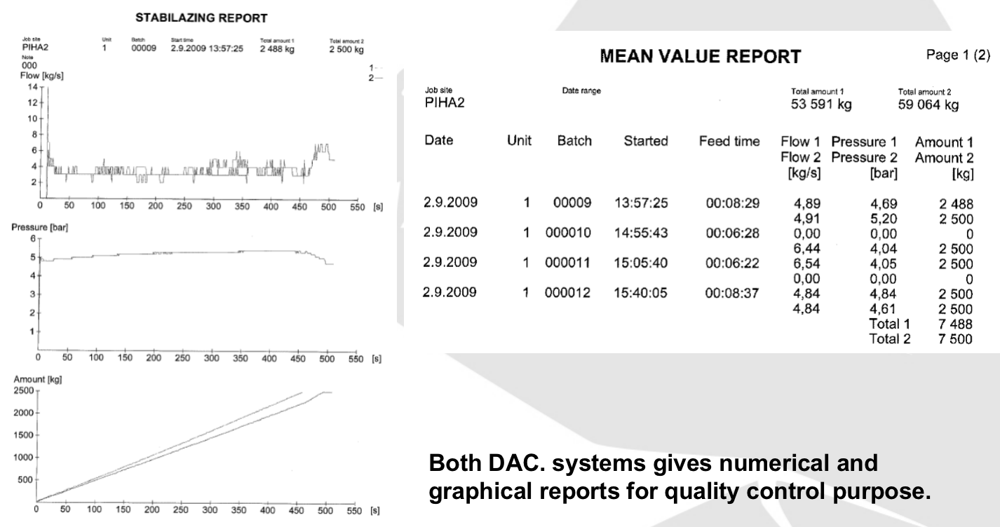 STABILAZING REPORT
Job site Unit Batch Start time Total amount 1 Total amount 2
PIHA2 1 00009 2.9.2009 13:57:25 2 488 kg 2 500 kg
Note
000
1--
2—
Flow [kg/s]
14
12
10
8
6
4
2
0 50 100 150 200 250 300 350 400 450 500 550 [s]
Pressure [bar]
6
5
4
3
2
1
0 50 100 150 200 250 300 350 400 450 500 550 [s]
Amount [kg]
2500
2000
1500
1000
500
0 50 100 150 200 250 300 350 400 450 500 550 [s]
MEAN VALUE REPORT Page 1 (2)
Job site Date range Total amount 1 Total amount 2
PIHA2 53 591 kg 59 064 kg
Date Unit Batch Started Feed time Flow 1 Pressure 1 Amount 1
Flow 2 Pressure 2 Amount 2
[kg/s] [bar] [kg]
2.9.2009 1 00009 13:57:25 00:08:29 4,89 4,69 2 488
4,91 5,20 2 500
2.9.2009 1 000010 14:55:43 00:06:28 0,00 0,00 0
6,44 4,04 2 500
2.9.2009 1 000011 15:05:40 00:06:22 6,54 4,05 2 500
0,00 0,00 0
2.9.2009 1 000012 15:40:05 00:08:37 4,84 4,84 2 500
4,84 4,61 2 500
Total 1 7 488
Total 2 7 500
Both DAC. systems gives numerical and
graphical reports for quality control purpose.